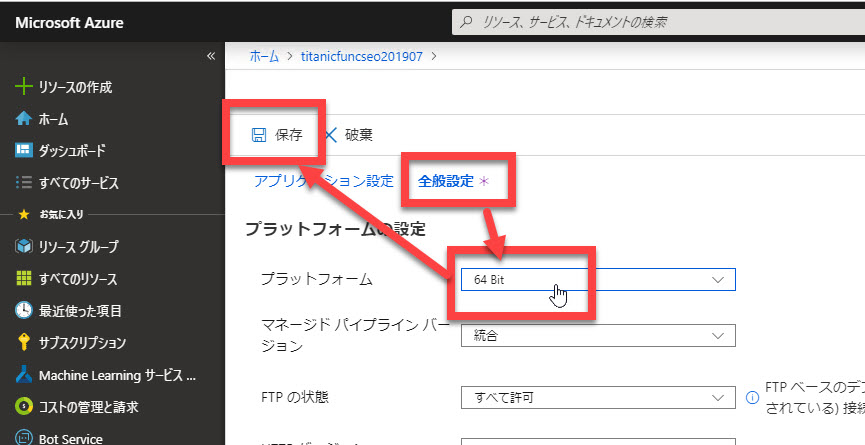 Microsoft Azure
リソース、サービス、ドキュメントの検索
«
ホーム > titanicfuncseo201907 >
リソースの作成
ホーム
ダッシュボード
すべてのサービス
お気に入り
リソース グループ
すべてのリソース
最近使った項目
サブスクリプション
Machine Learning サービス ...
コストの管理と請求
Bot Service
保存
破棄
アプリケーション設定
全般設定 *
プラットフォームの設定
プラットフォーム
64 Bit
マネージド パイプライン バー
ジョン
統合
FTP の状態
すべて許可
FTP ベースのデプ
されている) 接続